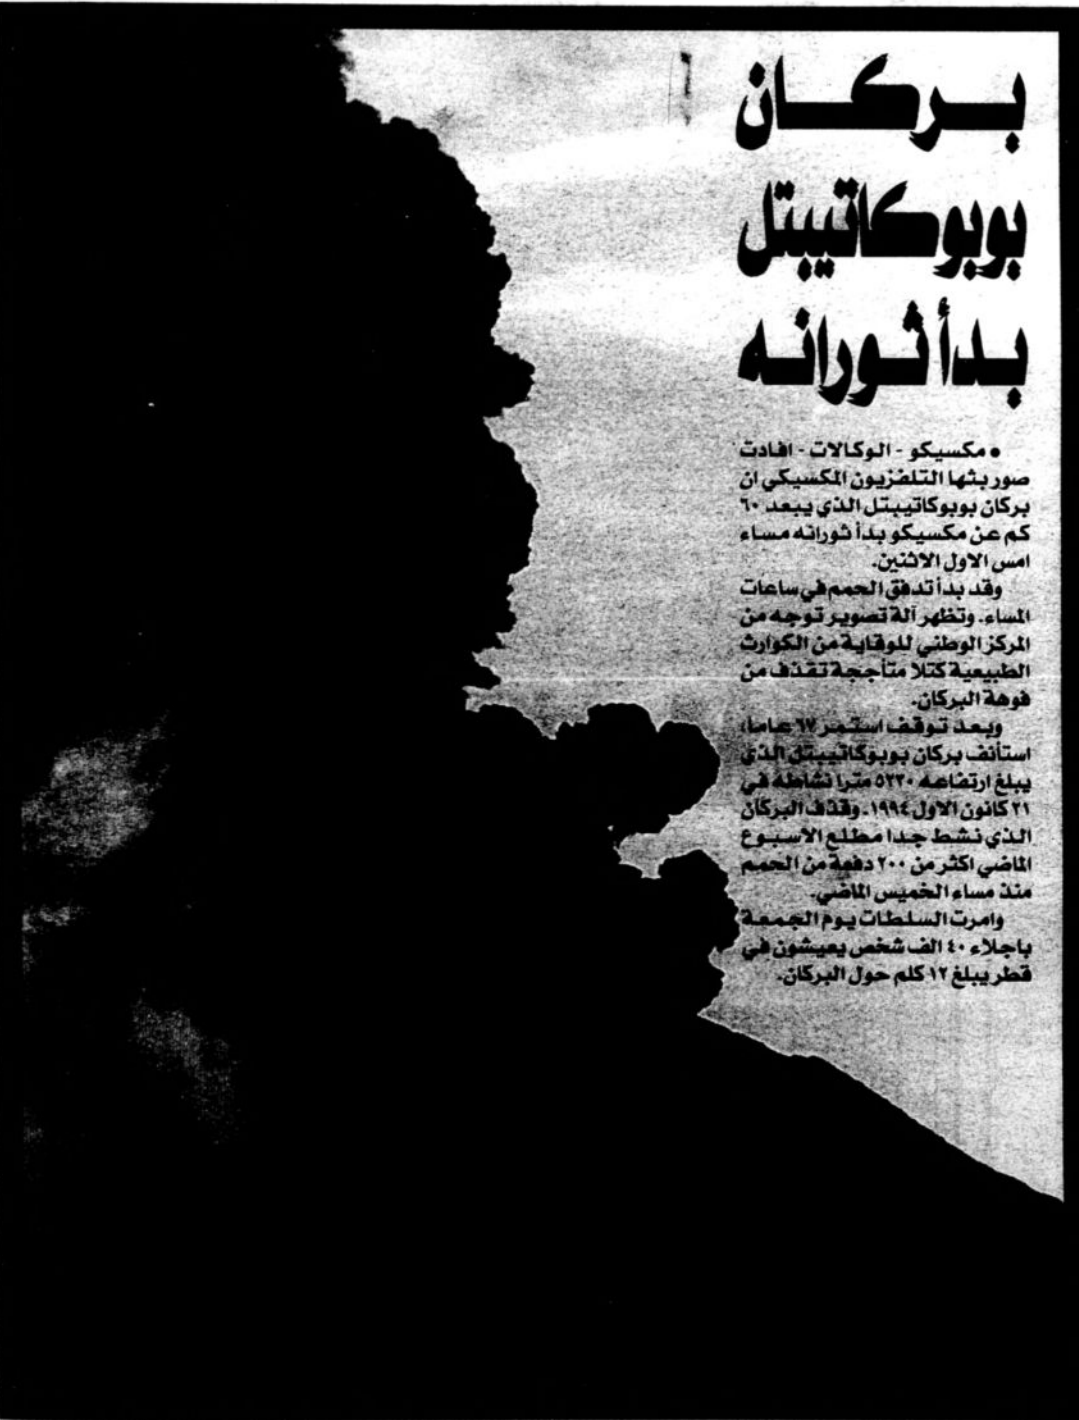 بركان
بوبوكاتيبتل
بدأ ثورانه
• مكسيكو - الوكالات - افادت
صور بثها التلفزيون المكسيكي ان
بركان بوبوكاتيبتل الذي يبعد ٦٠
كم عن مكسيكو بدأ ثورانه مساء
امس الاول الاثنين.
وقد بدأ تدفق الحمم في ساعات
المساء. وتظهر آلة تصوير توجه من
المركز الوطني للوقاية من الكوارث
الطبيعية كتلا متأججة تقذف من
فوهة البركان.
وبعد توقف استمر ٦٧ عاما،
استأنف بركان بوبوكاتيبتل الذي
يبلغ ارتفاعه ٥٢٣٠ مترا نشاطه في
٢١ كانون الاول ١٩٩٤. وقذف البركان
الذي نشط جدا مطلع الأسبوع
الماضي اكثر من ٢٠٠ دفعة من الحمم
منذ مساء الخميس الماضي.
وامرت السلطات يوم الجمعة
باجلاء ٤٠ الف شخص يعيشون في
قطر يبلغ ١٢ كلم حول البركان.